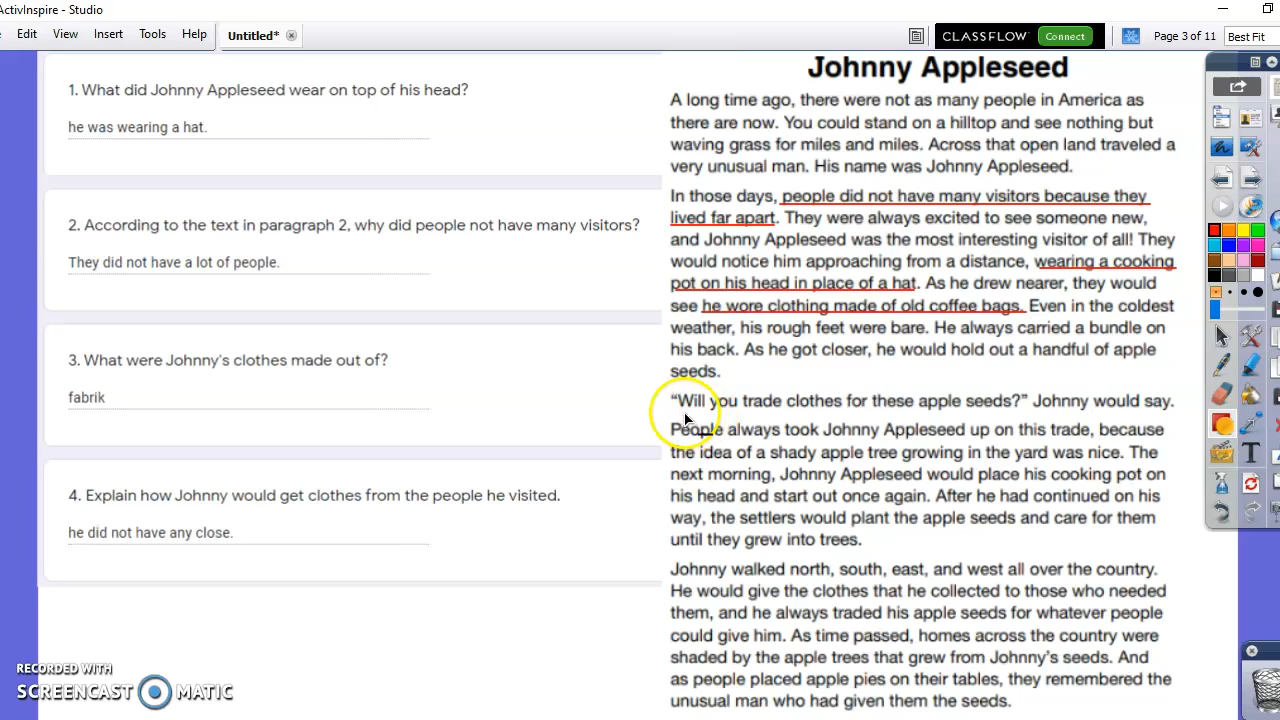 ActivInspire - Studio
Edit View Insert Tools Help
Untitled*
CLASSFLOW Connect
Page 3 of 11
Best Fit
1. What did Johnny Appleseed wear on top of his head?
he was wearing a hat.
2. According to the text in paragraph 2, why did people not have many visitors?
They did not have a lot of people.
3. What were Johnny's clothes made out of?
fabrik
4. Explain how Johnny would get clothes from the people he visited.
he did not have any close.
Johnny Appleseed
A long time ago, there were not as many people in America as
there are now. You could stand on a hilltop and see nothing but
waving grass for miles and miles. Across that open land traveled a
very unusual man. His name was Johnny Appleseed.
In those days, people did not have many visitors because they
lived far apart. They were always excited to see someone new,
and Johnny Appleseed was the most interesting visitor of all! They
would notice him approaching from a distance, wearing a cooking
pot on his head in place of a hat. As he drew nearer, they would
see he wore clothing made of old coffee bags. Even in the coldest
weather, his rough feet were bare. He always carried a bundle on
his back. As he got closer, he would hold out a handful of apple
seeds.
“Will you trade clothes for these apple seeds?” Johnny would say.
People always took Johnny Appleseed up on this trade, because
the idea of a shady apple tree growing in the yard was nice. The
next morning, Johnny Appleseed would place his cooking pot on
his head and start out once again. After he had continued on his
way, the settlers would plant the apple seeds and care for them
until they grew into trees.
Johnny walked north, south, east, and west all over the country.
He would give the clothes that he collected to those who needed
them, and he always traded his apple seeds for whatever people
could give him. As time passed, homes across the country were
shaded by the apple trees that grew from Johnny's seeds. And
as people placed apple pies on their tables, they remembered the
unusual man who had given them the seeds.
RECORDED WITH
SCREENCAST MATIC